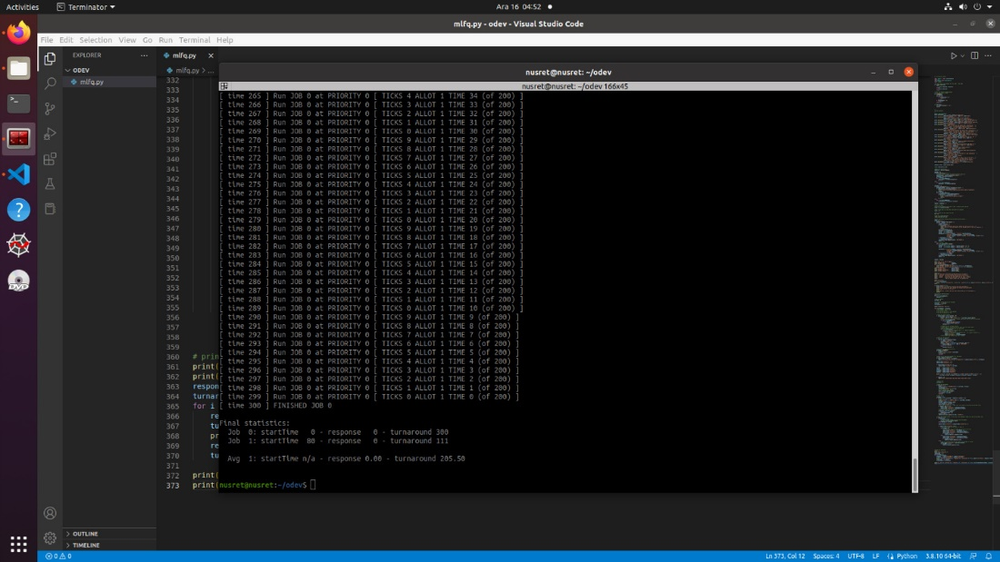 Activities
Terminator
Ara 16 04:52
mlfq.py - odev - Visual Studio Code
File Edit Selection View Go Run Terminal Help
EXPLORER
ODEV
mlfq.py
mlfq.py
mlfq.py > ...
332
333
334
335
336
337
338
339
340
341
342
343
344
345
346
347
348
349
350
351
352
353
354
355
356
357
358
359
360 # prin
361 print(
362 print(
363 respon
364 turnar
365 for i
366 re
367 tu
368 pr
369 re
370 tu
371
372 print(
373 print(
nusret@nusret: ~/odev
nusret@nusret: ~/odev 166x45
[ time 265 ] Run JOB 0 at PRIORITY 0 [ TICKS 4 ALLOT 1 TIME 34 (of 200) ]
[ time 266 ] Run JOB 0 at PRIORITY 0 [ TICKS 3 ALLOT 1 TIME 33 (of 200) ]
[ time 267 ] Run JOB 0 at PRIORITY 0 [ TICKS 2 ALLOT 1 TIME 32 (of 200) ]
[ time 268 ] Run JOB 0 at PRIORITY 0 [ TICKS 1 ALLOT 1 TIME 31 (of 200) ]
[ time 269 ] Run JOB 0 at PRIORITY 0 [ TICKS 0 ALLOT 1 TIME 30 (of 200) ]
[ time 270 ] Run JOB 0 at PRIORITY 0 [ TICKS 9 ALLOT 1 TIME 29 (of 200) ]
[ time 271 ] Run JOB 0 at PRIORITY 0 [ TICKS 8 ALLOT 1 TIME 28 (of 200) ]
[ time 272 ] Run JOB 0 at PRIORITY 0 [ TICKS 7 ALLOT 1 TIME 27 (of 200) ]
[ time 273 ] Run JOB 0 at PRIORITY 0 [ TICKS 6 ALLOT 1 TIME 26 (of 200) ]
[ time 274 ] Run JOB 0 at PRIORITY 0 [ TICKS 5 ALLOT 1 TIME 25 (of 200) ]
[ time 275 ] Run JOB 0 at PRIORITY 0 [ TICKS 4 ALLOT 1 TIME 24 (of 200) ]
[ time 276 ] Run JOB 0 at PRIORITY 0 [ TICKS 3 ALLOT 1 TIME 23 (of 200) ]
[ time 277 ] Run JOB 0 at PRIORITY 0 [ TICKS 2 ALLOT 1 TIME 22 (of 200) ]
[ time 278 ] Run JOB 0 at PRIORITY 0 [ TICKS 1 ALLOT 1 TIME 21 (of 200) ]
[ time 279 ] Run JOB 0 at PRIORITY 0 [ TICKS 0 ALLOT 1 TIME 20 (of 200) ]
[ time 280 ] Run JOB 0 at PRIORITY 0 [ TICKS 9 ALLOT 1 TIME 19 (of 200) ]
[ time 281 ] Run JOB 0 at PRIORITY 0 [ TICKS 8 ALLOT 1 TIME 18 (of 200) ]
[ time 282 ] Run JOB 0 at PRIORITY 0 [ TICKS 7 ALLOT 1 TIME 17 (of 200) ]
[ time 283 ] Run JOB 0 at PRIORITY 0 [ TICKS 6 ALLOT 1 TIME 16 (of 200) ]
[ time 284 ] Run JOB 0 at PRIORITY 0 [ TICKS 5 ALLOT 1 TIME 15 (of 200) ]
[ time 285 ] Run JOB 0 at PRIORITY 0 [ TICKS 4 ALLOT 1 TIME 14 (of 200) ]
[ time 286 ] Run JOB 0 at PRIORITY 0 [ TICKS 3 ALLOT 1 TIME 13 (of 200) ]
[ time 287 ] Run JOB 0 at PRIORITY 0 [ TICKS 2 ALLOT 1 TIME 12 (of 200) ]
[ time 288 ] Run JOB 0 at PRIORITY 0 [ TICKS 1 ALLOT 1 TIME 11 (of 200) ]
[ time 289 ] Run JOB 0 at PRIORITY 0 [ TICKS 0 ALLOT 1 TIME 10 (of 200) ]
[ time 290 ] Run JOB 0 at PRIORITY 0 [ TICKS 9 ALLOT 1 TIME 9 (of 200) ]
[ time 291 ] Run JOB 0 at PRIORITY 0 [ TICKS 8 ALLOT 1 TIME 8 (of 200) ]
[ time 292 ] Run JOB 0 at PRIORITY 0 [ TICKS 7 ALLOT 1 TIME 7 (of 200) ]
[ time 293 ] Run JOB 0 at PRIORITY 0 [ TICKS 6 ALLOT 1 TIME 6 (of 200) ]
[ time 294 ] Run JOB 0 at PRIORITY 0 [ TICKS 5 ALLOT 1 TIME 5 (of 200) ]
[ time 295 ] Run JOB 0 at PRIORITY 0 [ TICKS 4 ALLOT 1 TIME 4 (of 200) ]
[ time 296 ] Run JOB 0 at PRIORITY 0 [ TICKS 3 ALLOT 1 TIME 3 (of 200) ]
[ time 297 ] Run JOB 0 at PRIORITY 0 [ TICKS 2 ALLOT 1 TIME 2 (of 200) ]
[ time 298 ] Run JOB 0 at PRIORITY 0 [ TICKS 1 ALLOT 1 TIME 1 (of 200) ]
[ time 299 ] Run JOB 0 at PRIORITY 0 [ TICKS 0 ALLOT 1 TIME 0 (of 200) ]
[ time 300 ] FINISHED JOB 0
Final statistics:
Job 0: startTime 0 - response 0 - turnaround 300
Job 1: startTime 80 - response 0 - turnaround 111
Avg 1: startTime n/a - response 0.00 - turnaround 205.50
nusret@nusret:~/odev$
OUTLINE
TIMELINE
0 0
Ln 373, Col 12 Spaces: 4 UTF-8 LF Python 3.8.10 64-bit
DVD